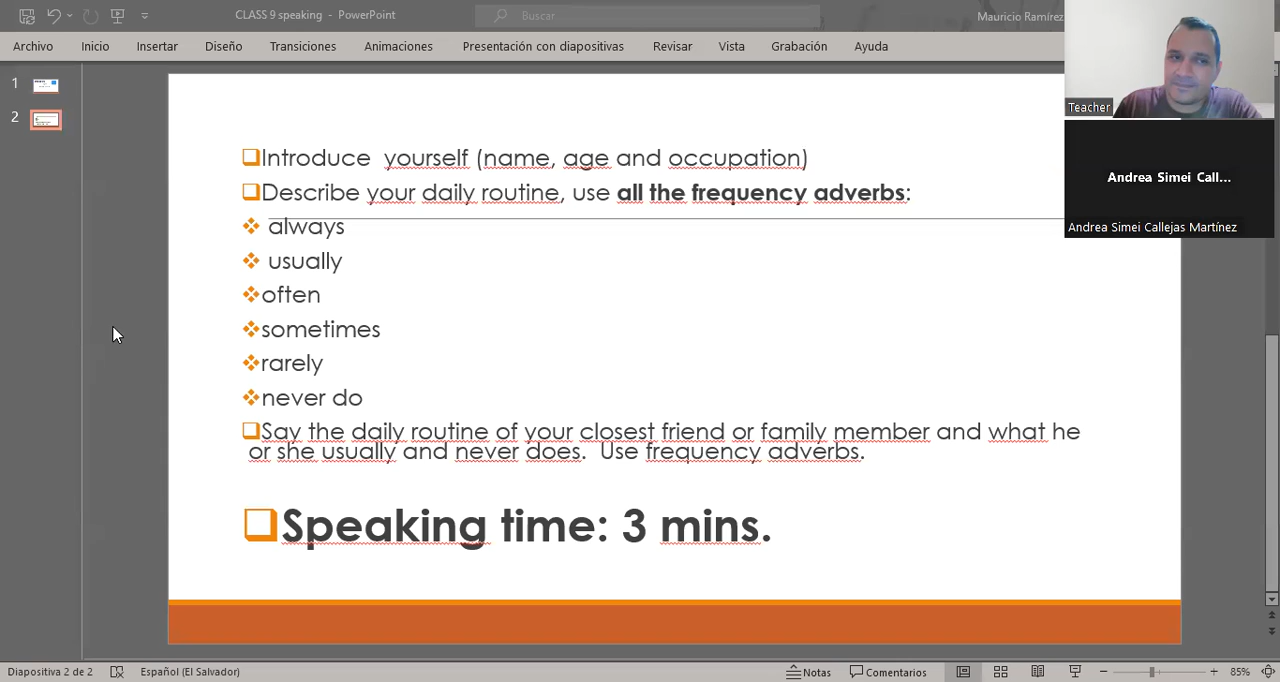 CLASS 9 speaking - PowerPoint
Buscar
Mauricio Ramírez
Archivo Inicio Insertar Diseño Transiciones Animaciones Presentación con diapositivas Revisar Vista Grabación Ayuda
Teacher
Andrea Simei Call...
Andrea Simei Callejas Martínez
1
2
Introduce yourself (name, age and occupation)
Describe your daily routine, use all the frequency adverbs:
always
usually
often
sometimes
rarely
never do
Say the daily routine of your closest friend or family member and what he
or she usually and never does. Use frequency adverbs.
Speaking time: 3 mins.
Diapositiva 2 de 2 Español (El Salvador) Notas Comentarios 85%